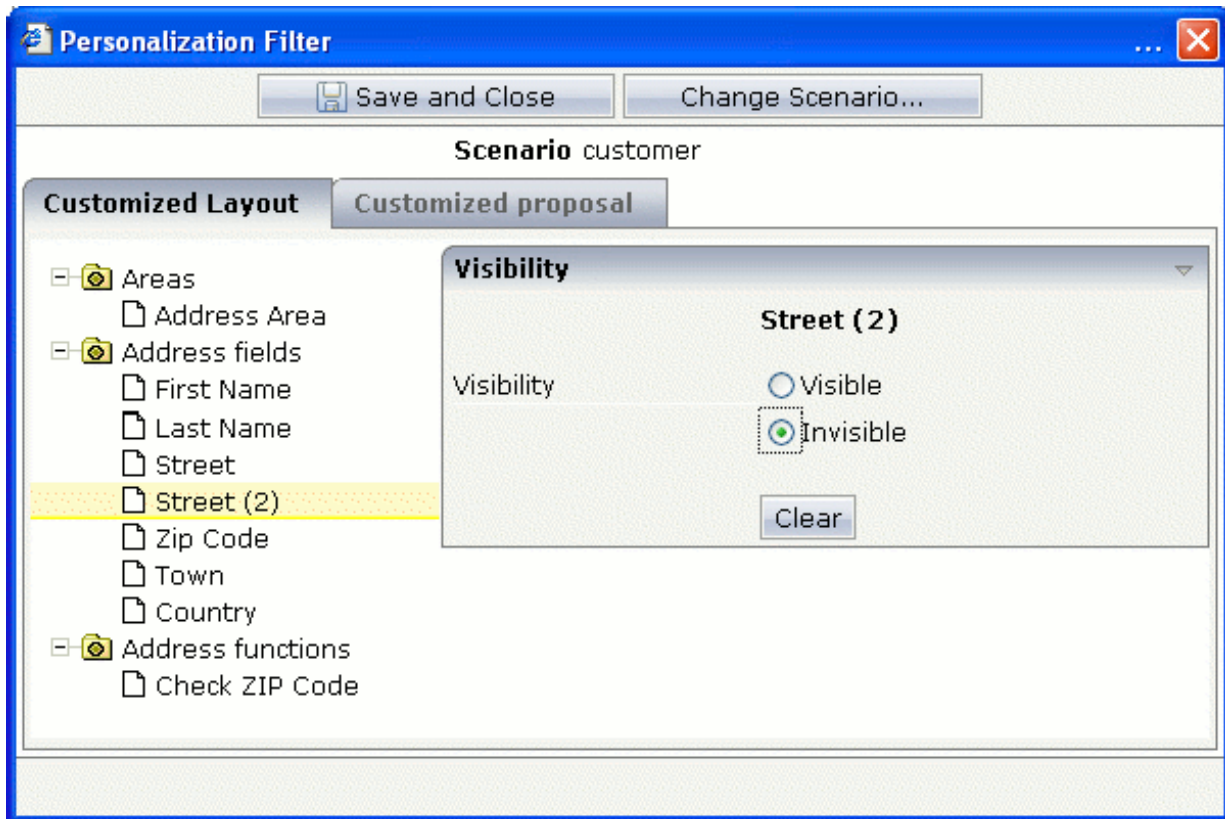 Personalization Filter ...
Save and Close Change Scenario...
Scenario customer
Customized Layout Customized proposal
Areas
Address Area
Address fields
First Name
Last Name
Street
Street (2)
Zip Code
Town
Country
Address functions
Check ZIP Code
Visibility
Street (2)
Visibility Visible
Invisible
Clear